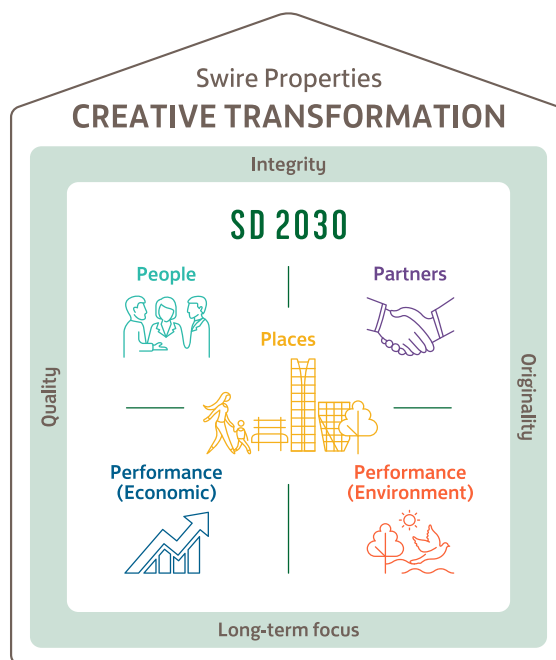 Swire Properties
CREATIVE TRANSFORMATION
Integrity
SD 2030
People
Partners
Places
Quality
Originality
Performance
(Economic)
Performance
(Environment)
Long-term focus